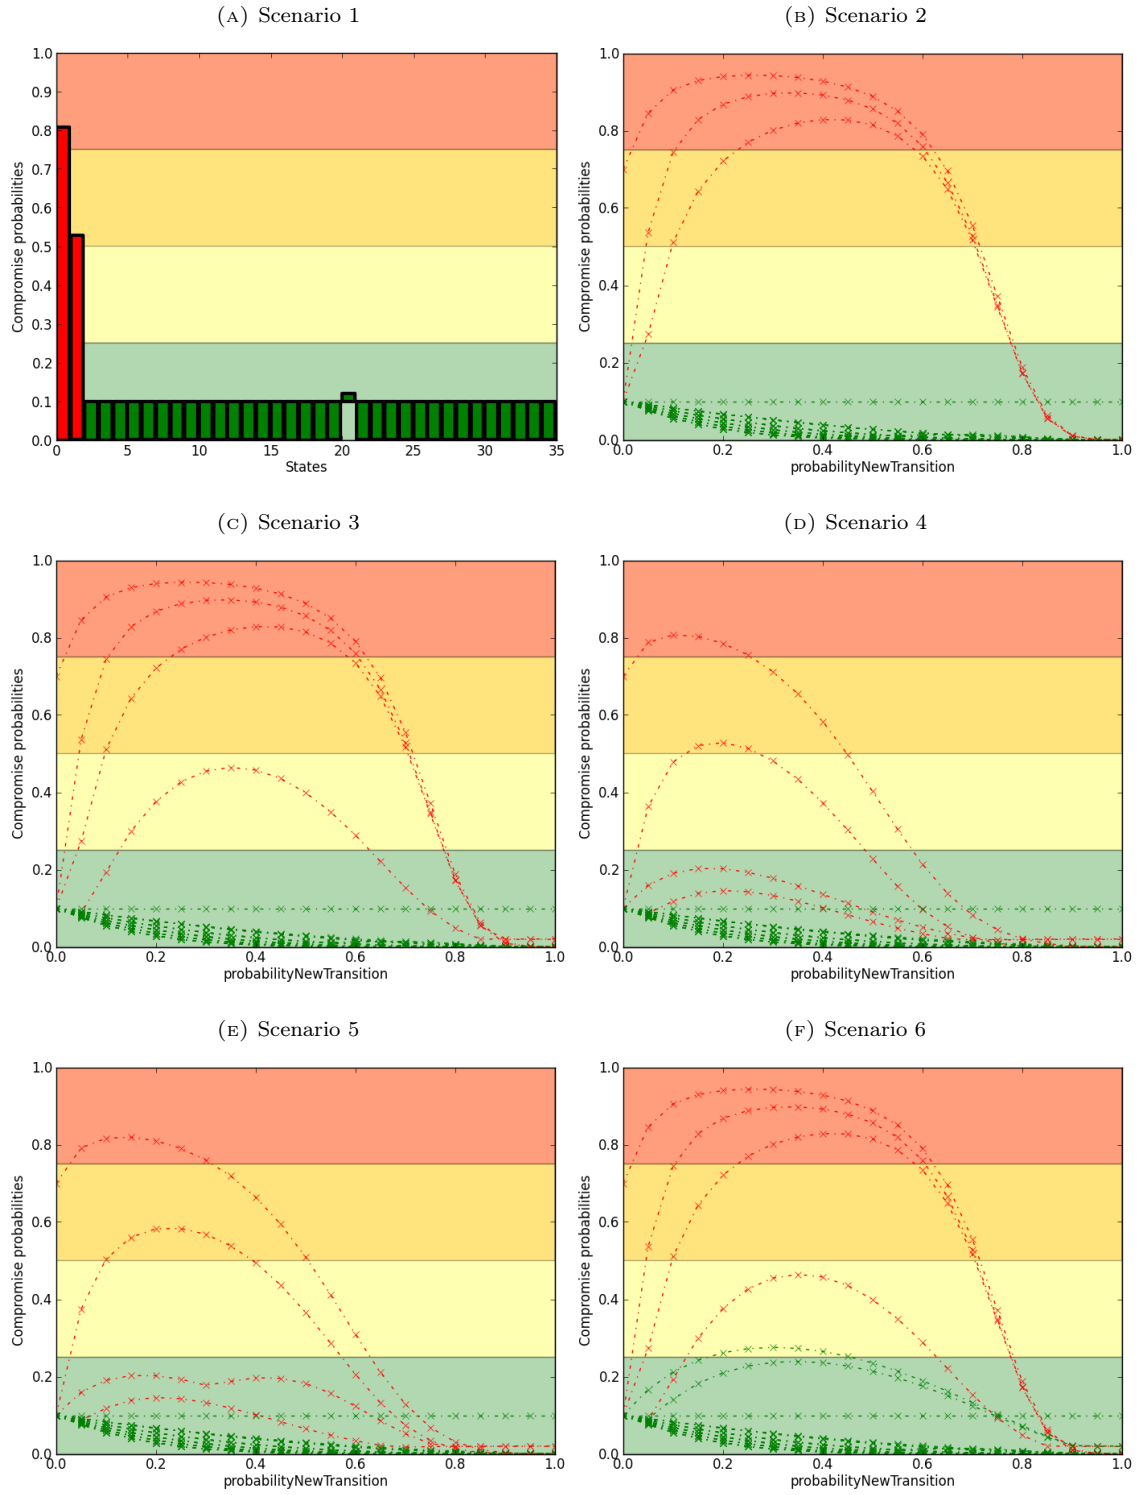 (A) Scenario 1
(B) Scenario 2
1.0
0.9
0.8
0.7
0.6
0.5
0.4
0.3
0.2
0.1
0.0
Compromise probabilities
0 5 10 15 20 25 30 35
States
1.0
0.8
0.6
0.4
0.2
0.0
Compromise probabilities
0.0 0.2 0.4 0.6 0.8 1.0
probabilityNewTransition
(C) Scenario 3
(D) Scenario 4
1.0
0.8
0.6
0.4
0.2
0.0
Compromise probabilities
0.0 0.2 0.4 0.6 0.8 1.0
probabilityNewTransition
1.0
0.8
0.6
0.4
0.2
0.0
Compromise probabilities
0.0 0.2 0.4 0.6 0.8 1.0
probabilityNewTransition
(E) Scenario 5
(F) Scenario 6
1.0
0.8
0.6
0.4
0.2
0.0
Compromise probabilities
0.0 0.2 0.4 0.6 0.8 1.0
probabilityNewTransition
1.0
0.8
0.6
0.4
0.2
0.0
Compromise probabilities
0.0 0.2 0.4 0.6 0.8 1.0
probabilityNewTransition